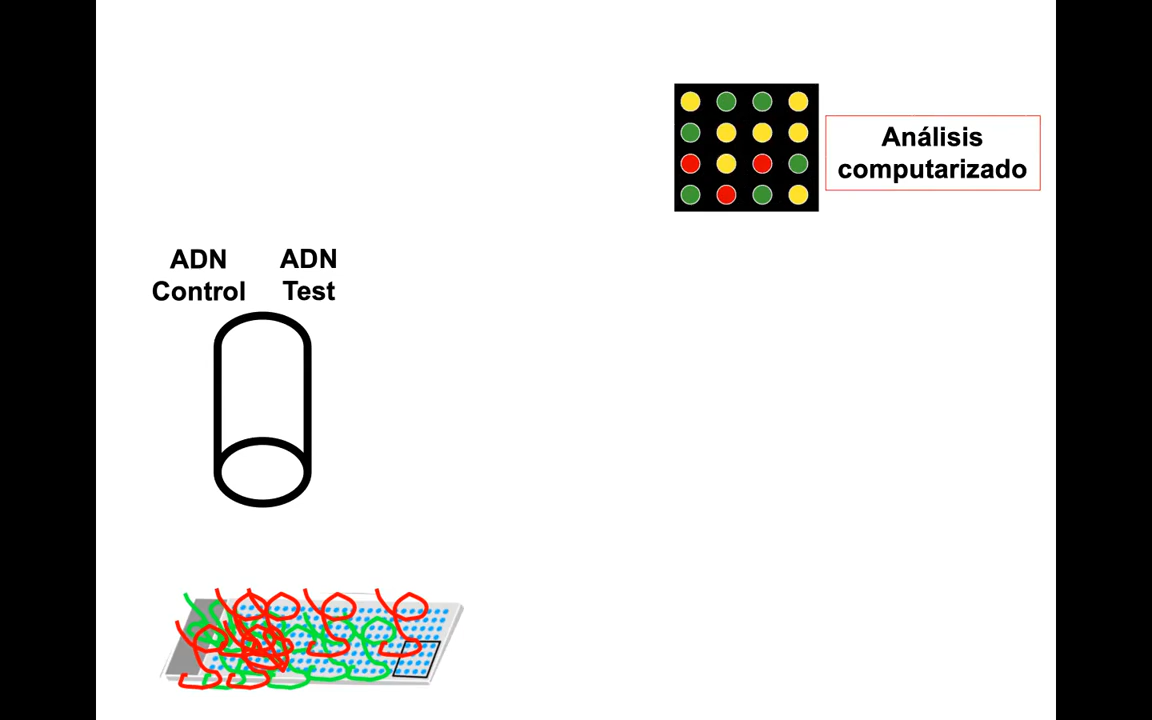 Análisis
computarizado
ADN
Control
ADN
Test